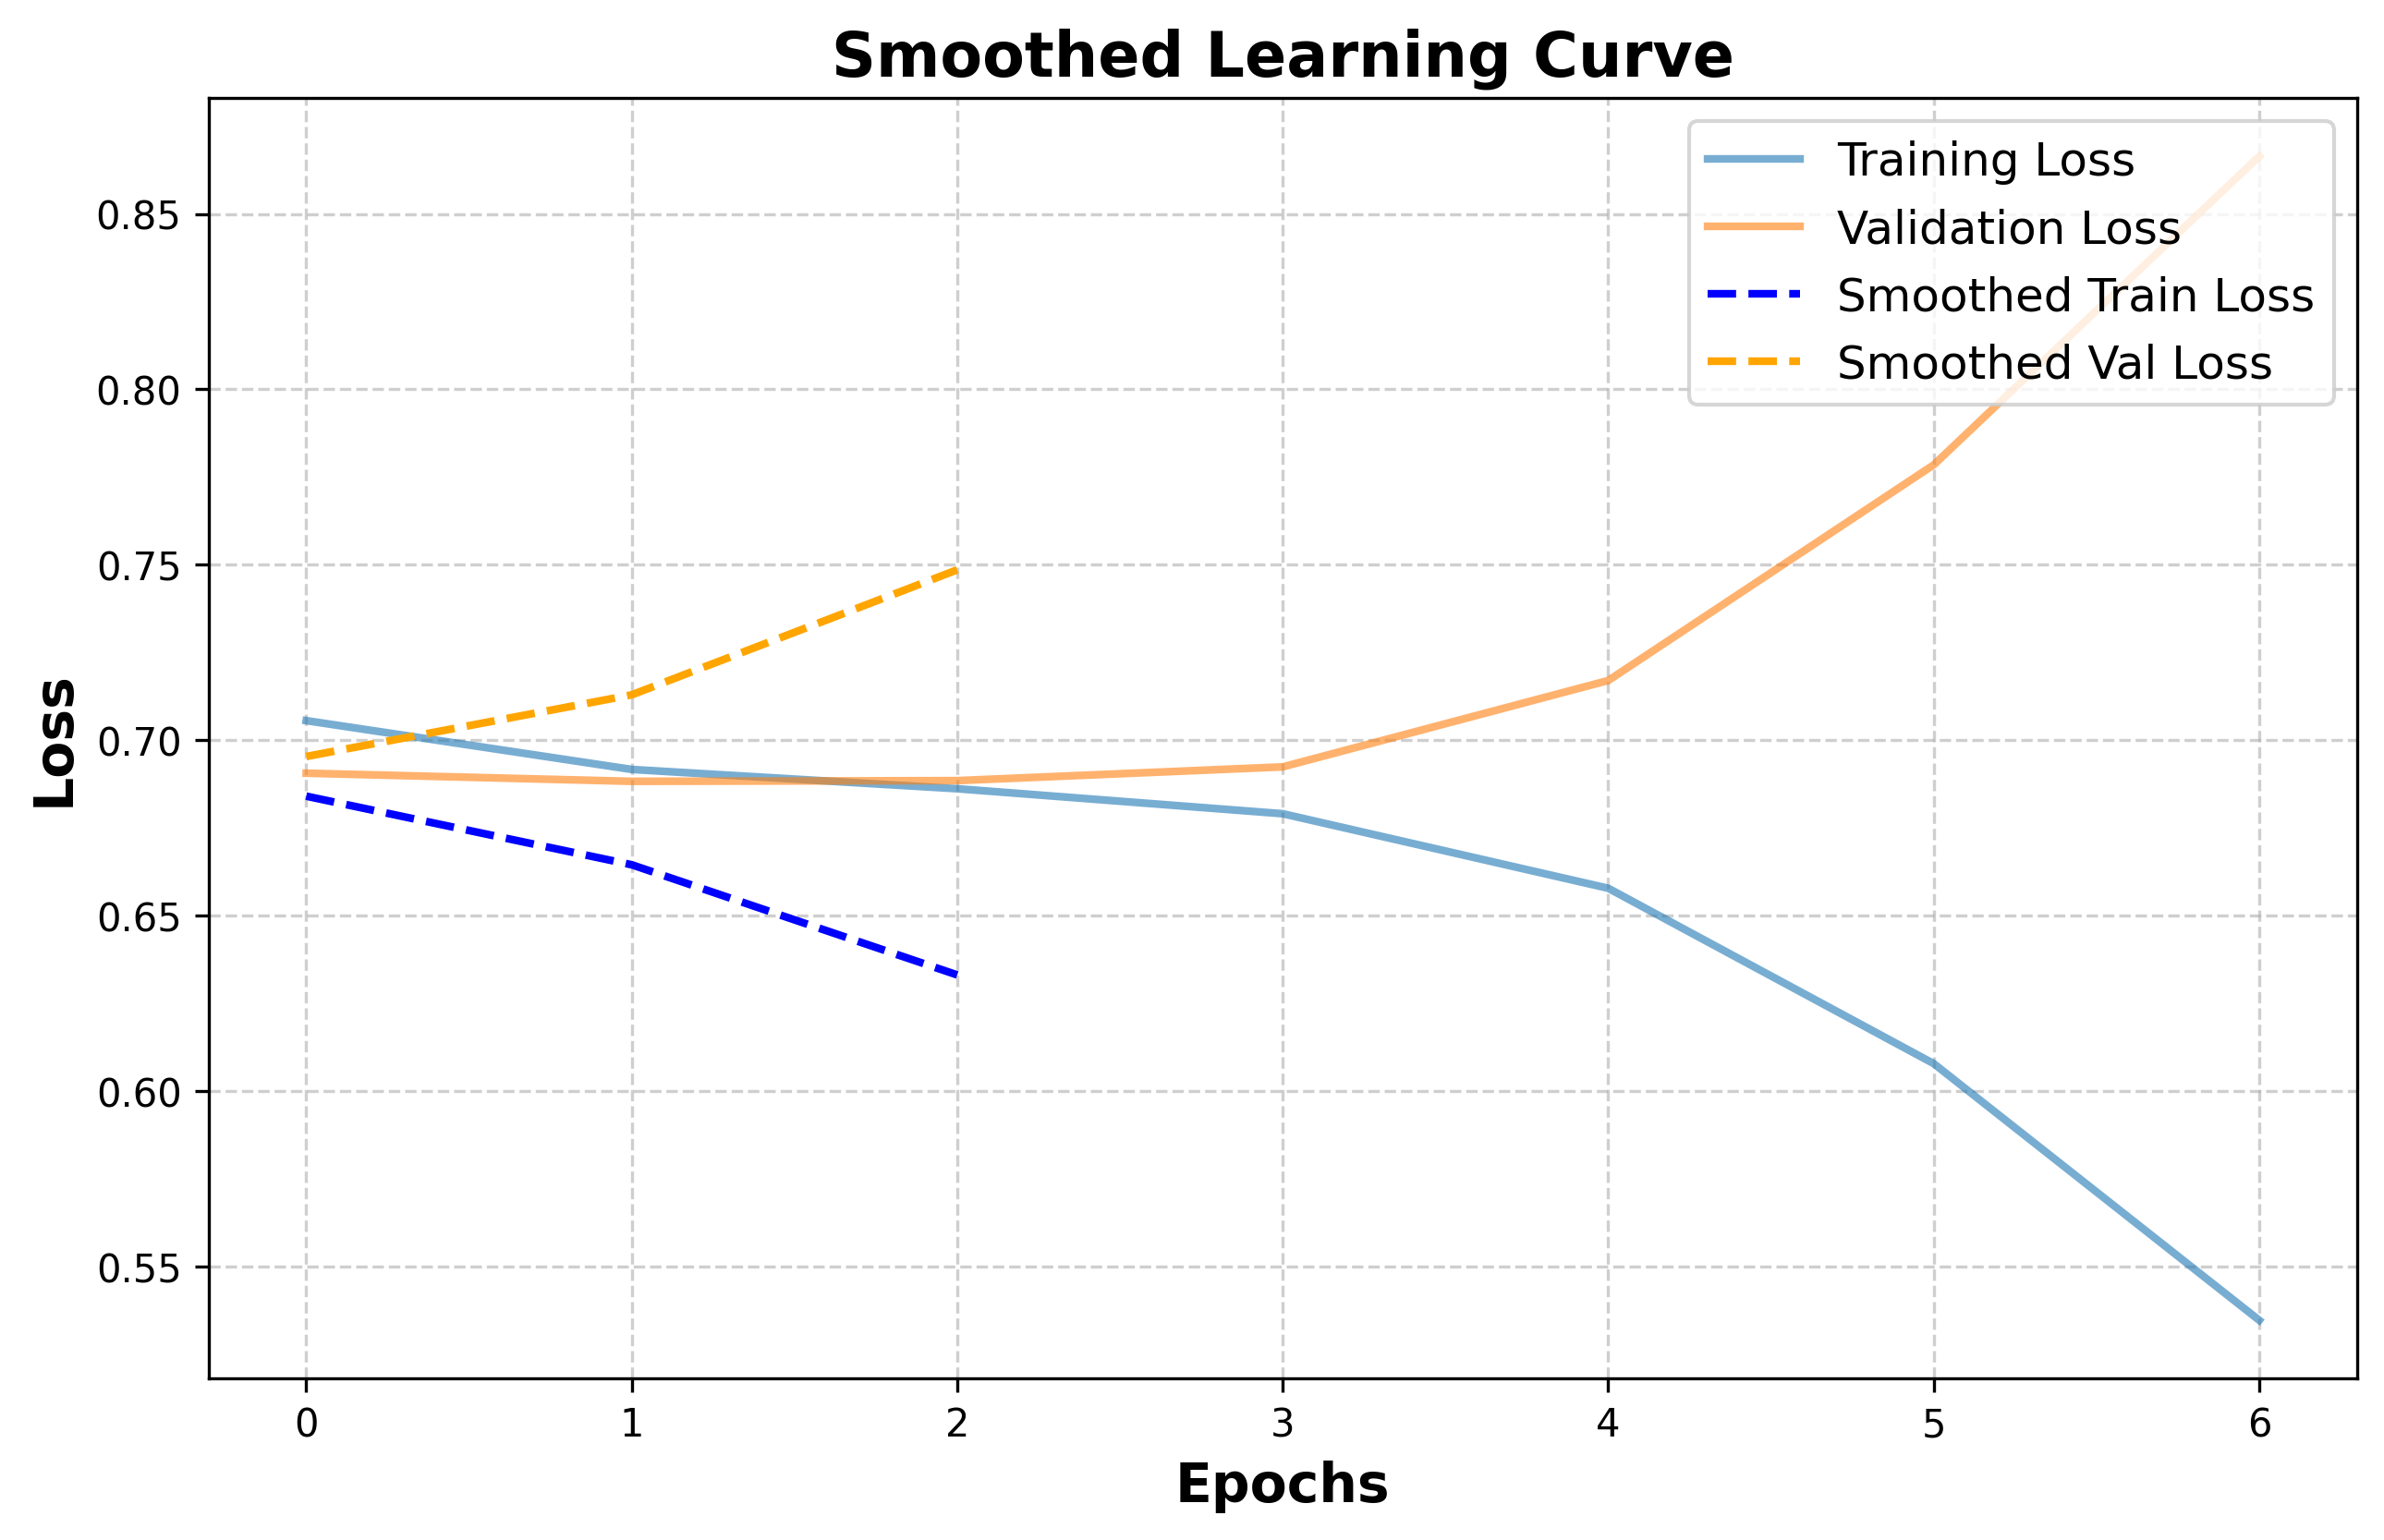 Smoothed Learning Curve
Training Loss
Validation Loss
Smoothed Train Loss
Smoothed Val Loss
0.85
0.80
0.75
0.70
0.65
0.60
0.55
Loss
0 1 2 3 4 5 6
Epochs